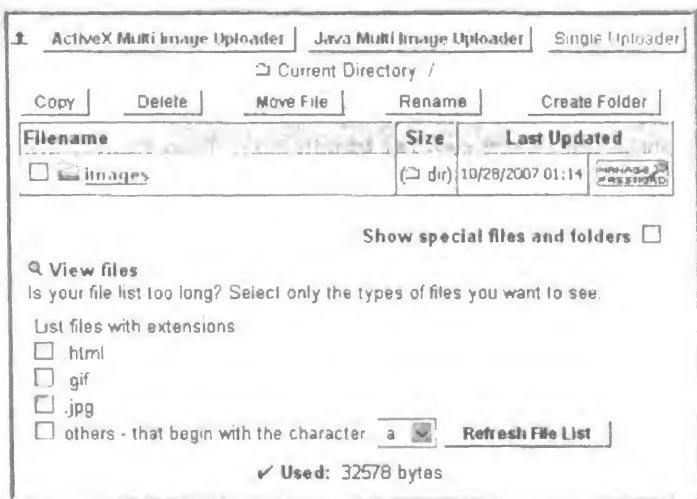 ActiveX Multi Image Uploader Java Multi Image Uploader Single Uploader
Current Directory /
Copy Delete Move File Rename Create Folder
Filename Size Last Updated
images (dir) 10/28/2007 01:14 MANAGE PASSWORD
Show special files and folders
View files
Is your file list too long? Select only the types of files you want to see.
List files with extensions
.html
.gif
.jpg
others - that begin with the character a Refresh File List
✓ Used: 32578 bytes